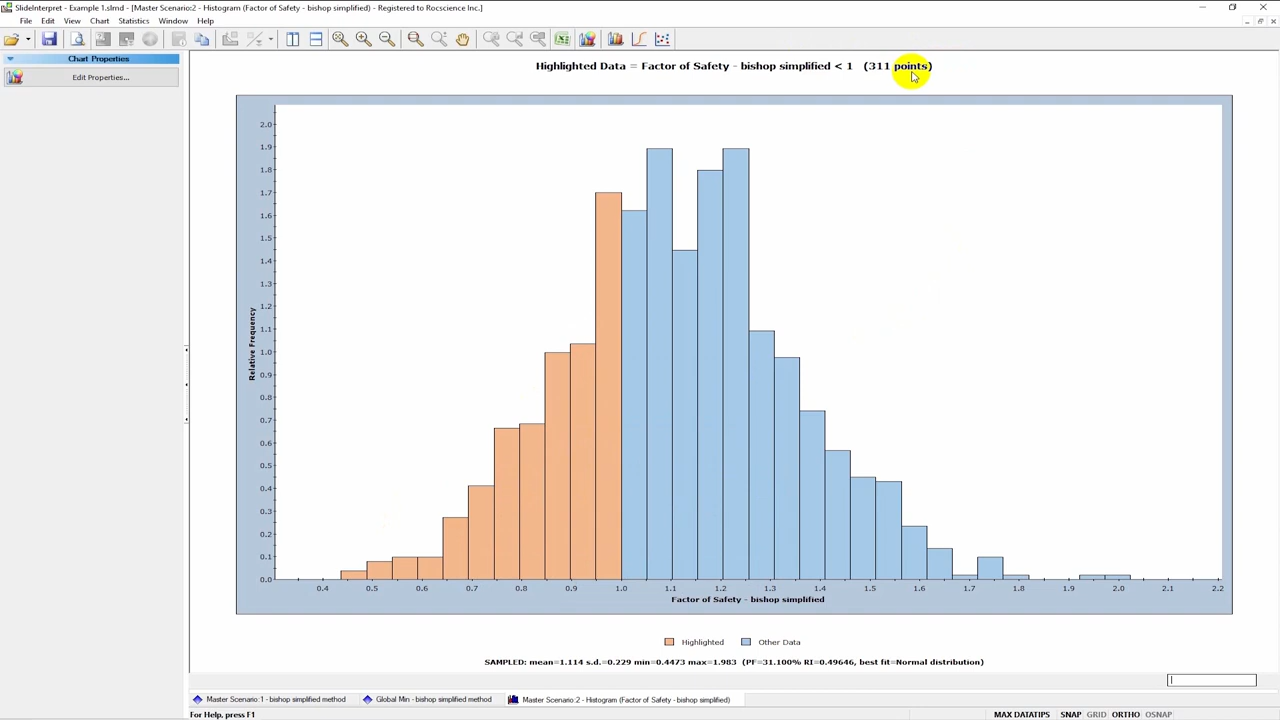 SlideInterpret - Example 1.slmd - [Master Scenario:2 - Histogram (Factor of Safety - bishop simplified) - Registered to Rocscience Inc.]
File Edit View Chart Statistics Window Help
Chart Properties
Edit Properties...
Highlighted Data = Factor of Safety - bishop simplified < 1 (311 points)
2.0
1.9
1.8
1.7
1.6
1.5
1.4
1.3
1.2
1.1
1.0
0.9
0.8
0.7
0.6
0.5
0.4
0.3
0.2
0.1
0.0
Relative Frequency
0.4 0.5 0.6 0.7 0.8 0.9 1.0 1.1 1.2 1.3 1.4 1.5 1.6 1.7 1.8 1.9 2.0 2.1 2.2
Factor of Safety - bishop simplified
Highlighted Other Data
SAMPLED: mean=1.114 s.d.=0.229 min=0.4473 max=1.983 (PF=31.100% RI=0.49646, best fit=Normal distribution)
Master Scenario:1 - bishop simplified method Global Min - bishop simplified method Master Scenario:2 - Histogram (Factor of Safety - bishop simplified)
For Help, press F1 MAX DATATIPS SNAP GRID ORTHO OSNAP